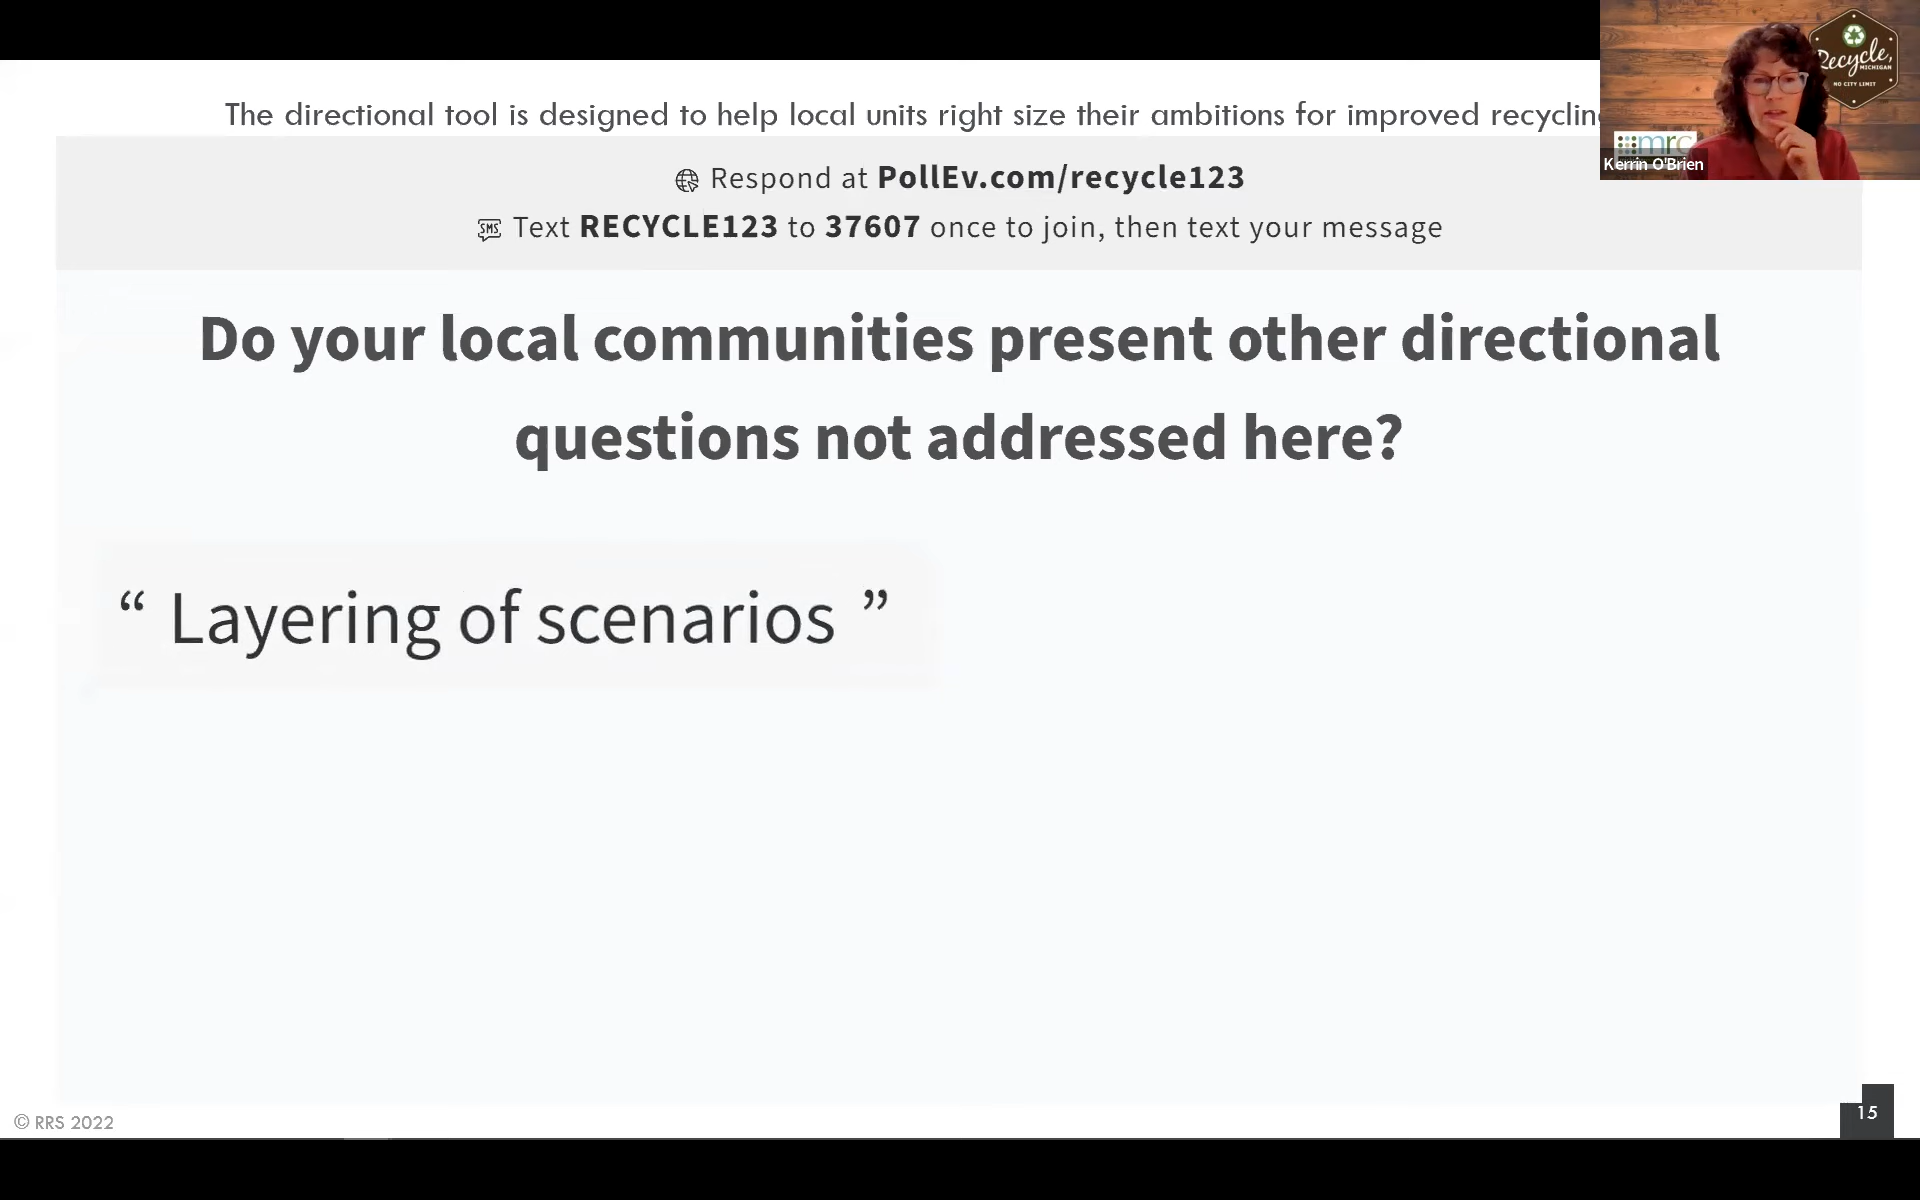 The directional tool is designed to help local units right size their ambitions for improved recycling
Respond at PollEv.com/recycle123
SMS Text RECYCLE123 to 37607 once to join, then text your message
Do your local communities present other directional
questions not addressed here?
“ Layering of scenarios ”
© RRS 2022
15
Recycle,
MICHIGAN
NO CITY LIMIT
mrc
Kerrin O'Brien